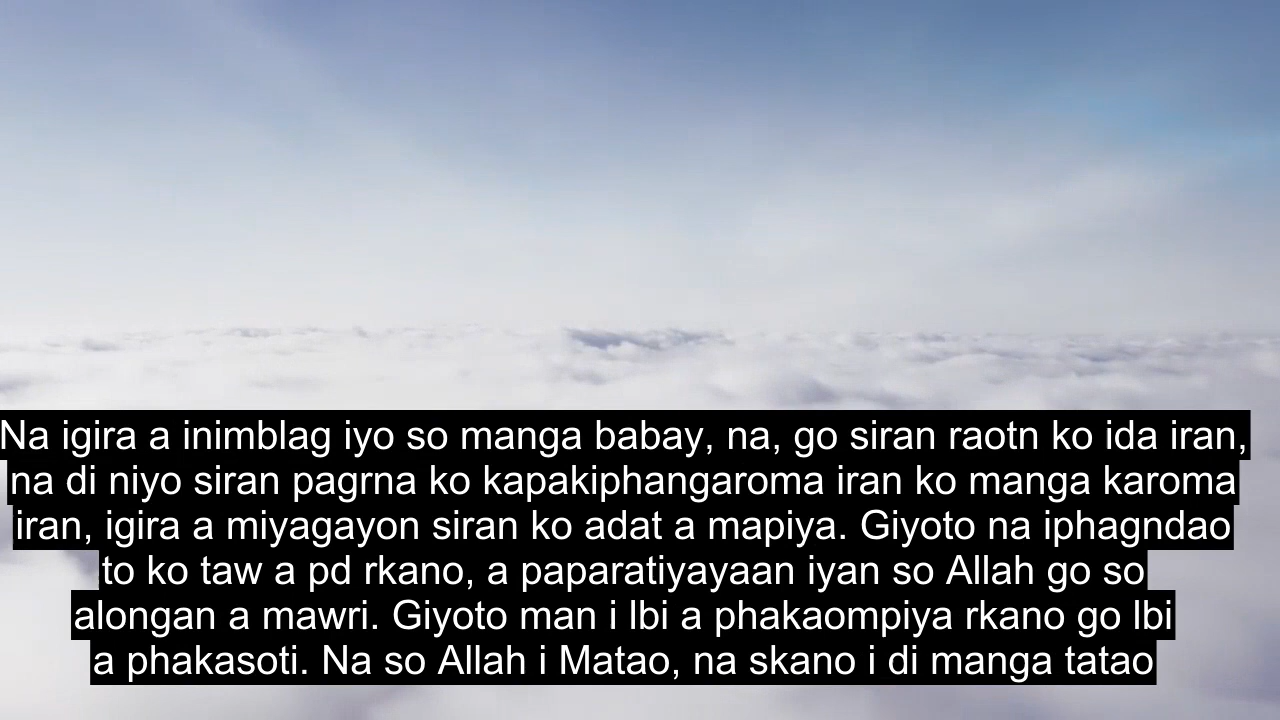 Na igira a inimblag iyo so manga babay, na, go siran raotn ko ida iran,
na di niyo siran pagrna ko kapakiphangaroma iran ko manga karoma
iran, igira a miyagayon siran ko adat a mapiya. Giyoto na iphagndao
to ko taw a pd rkano, a paparatiyayaan iyan so Allah go so
alongan a mawri. Giyoto man i lbi a phakaompiya rkano go lbi
a phakasoti. Na so Allah i Matao, na skano i di manga tatao